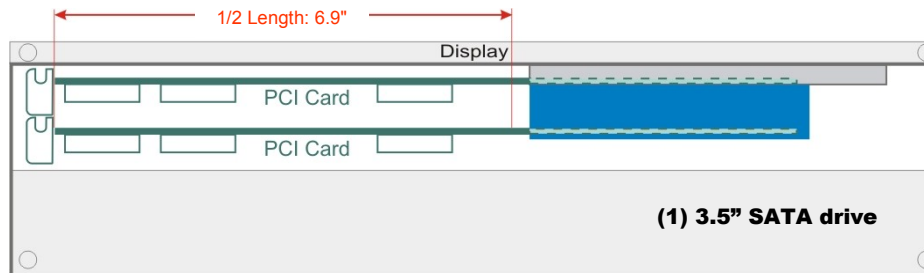 1/2 Length: 6.9"
Display
PCI Card
PCI Card
(1) 3.5” SATA drive